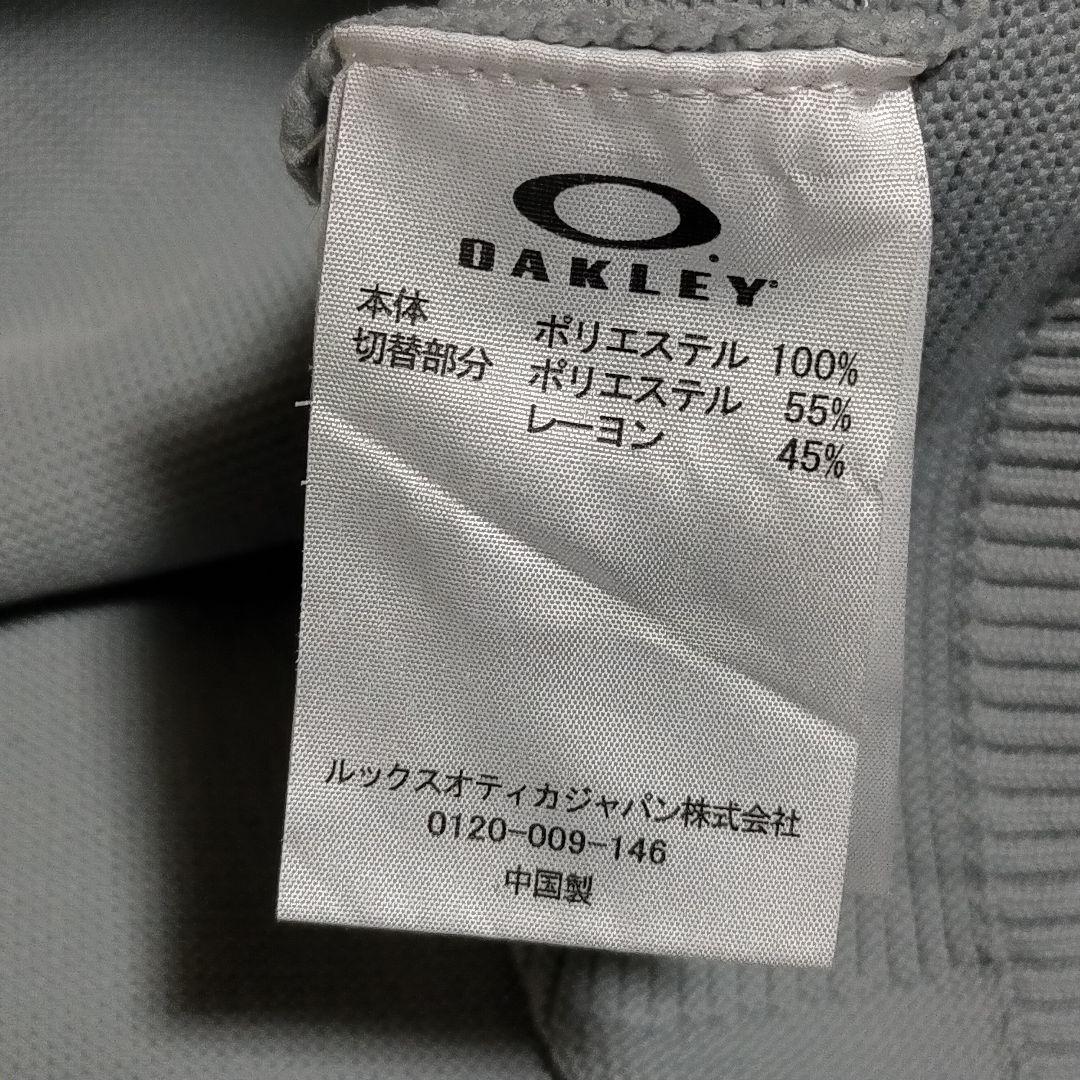 OAKLEY
本体 ポリエステル 100%
切替部分 ポリエステル 55%
レーヨン 45%
ルックスオティカジャパン株式会社
0120-009-146
中国製